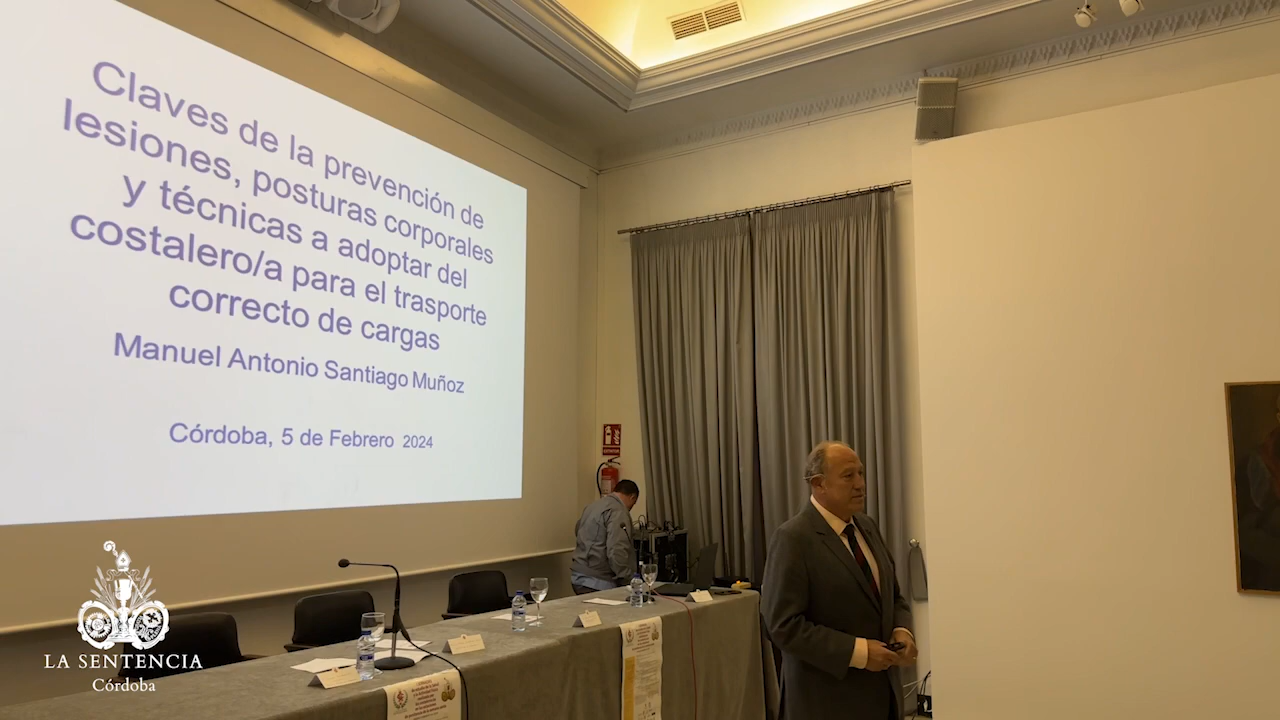 Claves de la prevención de
lesiones, posturas corporales
y técnicas a adoptar del
costalero/a para el trasporte
correcto de cargas
Manuel Antonio Santiago Muñoz
Córdoba, 5 de Febrero 2024
LA SENTENCIA
Córdoba